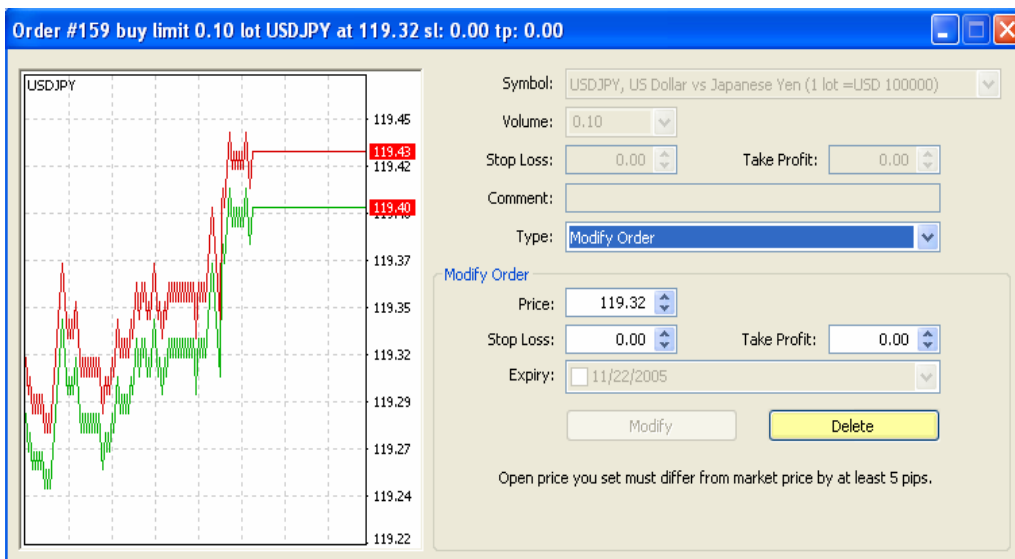 Order #159 buy limit 0.10 lot USDJPY at 119.32 sl: 0.00 tp: 0.00
USDJPY
119.45
119.43
119.42
119.40
119.37
119.35
119.32
119.29
119.27
119.24
119.22
Symbol: USDJPY, US Dollar vs Japanese Yen (1 lot =USD 100000)
Volume: 0.10
Stop Loss: 0.00 Take Profit: 0.00
Comment:
Type: Modify Order
Modify Order
Price: 119.32
Stop Loss: 0.00 Take Profit: 0.00
Expiry: 11/22/2005
Modify Delete
Open price you set must differ from market price by at least 5 pips.